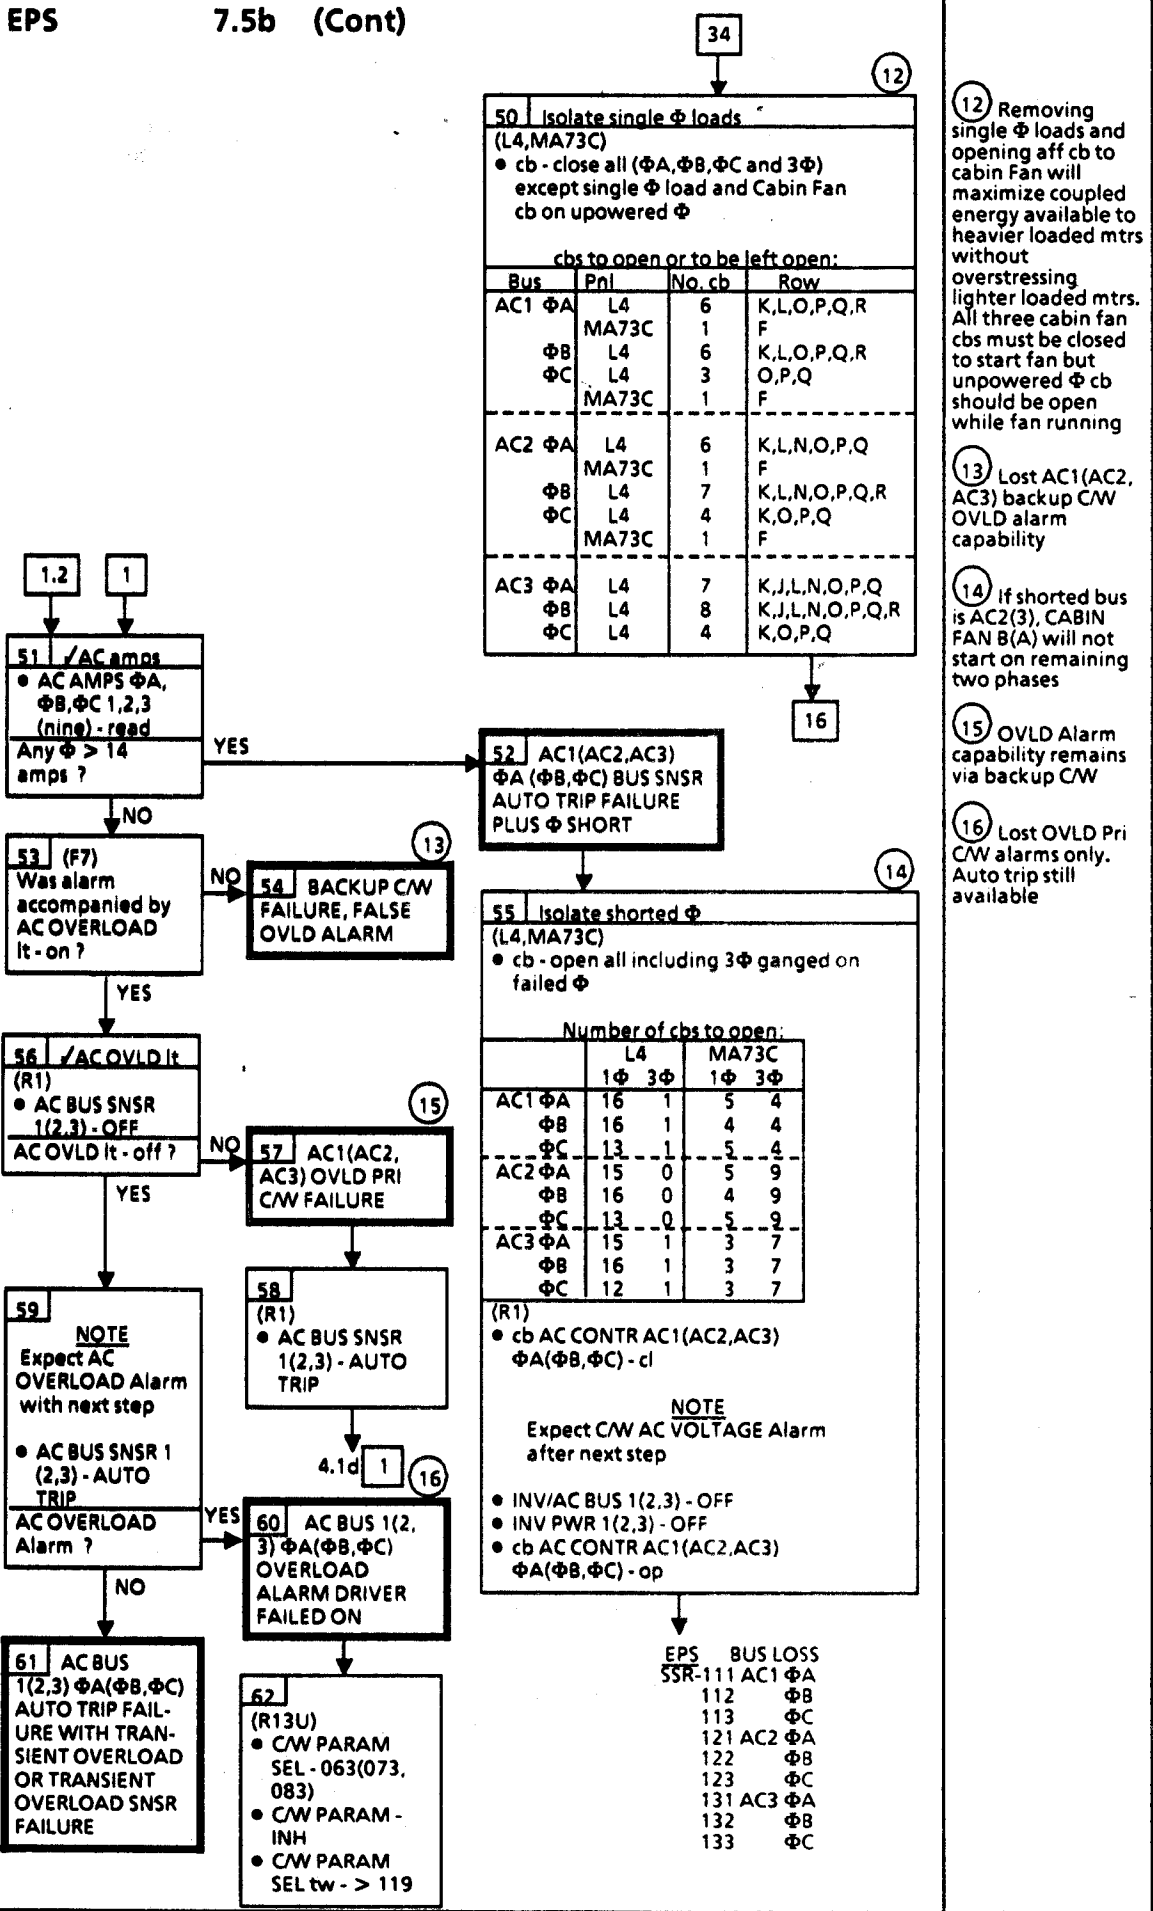 EPS 7.5b (Cont)
34
12
50 Isolate single Φ loads
(L4,MA73C)
● cb - close all (ΦA,ΦB,ΦC and 3Φ)
except single Φ load and Cabin Fan
cb on upowered Φ
cbs to open or to be left open:
Bus Pnl No. cb Row
AC1 ΦA L4 6 K,L,O,P,Q,R
MA73C 1 F
ΦB L4 6 K,L,O,P,Q,R
ΦC L4 3 O,P,Q
MA73C 1 F
AC2 ΦA L4 6 K,L,N,O,P,Q
MA73C 1 F
ΦB L4 7 K,L,N,O,P,Q,R
ΦC L4 4 K,O,P,Q
MA73C 1 F
AC3 ΦA L4 7 K,J,L,N,O,P,Q
ΦB L4 8 K,J,L,N,O,P,Q,R
ΦC L4 4 K,O,P,Q
16
1.2 1
51 √AC amps
● AC AMPS ΦA,
ΦB,ΦC 1,2,3
(nine) - read
Any Φ > 14
amps ?
YES
NO
52 AC1(AC2,AC3)
ΦA (ΦB,ΦC) BUS SNSR
AUTO TRIP FAILURE
PLUS Φ SHORT
53 (F7)
Was alarm
accompanied by
AC OVERLOAD
lt - on ?
NO
YES
13
54 BACKUP C/W
FAILURE, FALSE
OVLD ALARM
14
55 Isolate shorted Φ
(L4,MA73C)
● cb - open all including 3Φ ganged on
failed Φ
Number of cbs to open:
L4 MA73C
1Φ 3Φ 1Φ 3Φ
AC1 ΦA 16 1 5 4
ΦB 16 1 4 4
ΦC 13 1 5 4
AC2 ΦA 15 0 5 9
ΦB 16 0 4 9
ΦC 13 0 5 9
AC3 ΦA 15 1 3 7
ΦB 16 1 3 7
ΦC 12 1 3 7
(R1)
● cb AC CONTR AC1(AC2,AC3)
ΦA(ΦB,ΦC) - cl
NOTE
Expect C/W AC VOLTAGE Alarm
after next step
● INV/AC BUS 1(2,3) - OFF
● INV PWR 1(2,3) - OFF
● cb AC CONTR AC1(AC2,AC3)
ΦA(ΦB,ΦC) - op
EPS BUS LOSS
SSR-111 AC1 ΦA
112 ΦB
113 ΦC
121 AC2 ΦA
122 ΦB
123 ΦC
131 AC3 ΦA
132 ΦB
133 ΦC
56 √AC OVLD lt
(R1)
● AC BUS SNSR
1(2,3) - OFF
AC OVLD lt - off ?
NO
YES
15
57 AC1(AC2,
AC3) OVLD PRI
C/W FAILURE
58
(R1)
● AC BUS SNSR
1(2,3) - AUTO
TRIP
4.1d 1
59
NOTE
Expect AC
OVERLOAD Alarm
with next step
● AC BUS SNSR 1
(2,3) - AUTO
TRIP
AC OVERLOAD
Alarm ?
YES
NO
16
60 AC BUS 1(2,
3) ΦA(ΦB,ΦC)
OVERLOAD
ALARM DRIVER
FAILED ON
61 AC BUS
1(2,3) ΦA(ΦB,ΦC)
AUTO TRIP FAIL-
URE WITH TRAN-
SIENT OVERLOAD
OR TRANSIENT
OVERLOAD SNSR
FAILURE
62
(R13U)
● C/W PARAM
SEL - 063(073,
083)
● C/W PARAM -
INH
● C/W PARAM
SEL tw - > 119
12 Removing
single Φ loads and
opening aff cb to
cabin Fan will
maximize coupled
energy available to
heavier loaded mtrs
without
overstressing
lighter loaded mtrs.
All three cabin fan
cbs must be closed
to start fan but
unpowered Φ cb
should be open
while fan running
13 Lost AC1(AC2,
AC3) backup C/W
OVLD alarm
capability
14 If shorted bus
is AC2(3), CABIN
FAN B(A) will not
start on remaining
two phases
15 OVLD Alarm
capability remains
via backup C/W
16 Lost OVLD Pri
C/W alarms only.
Auto trip still
available